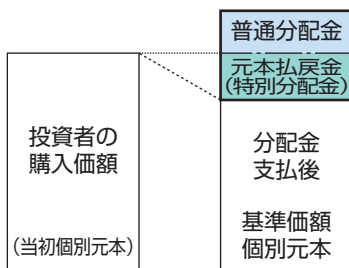 普通分配金
元本払戻金
(特別分配金)
投資者の
購入価額
(当初個別元本)
分配金
支払後
基準価額
個別元本